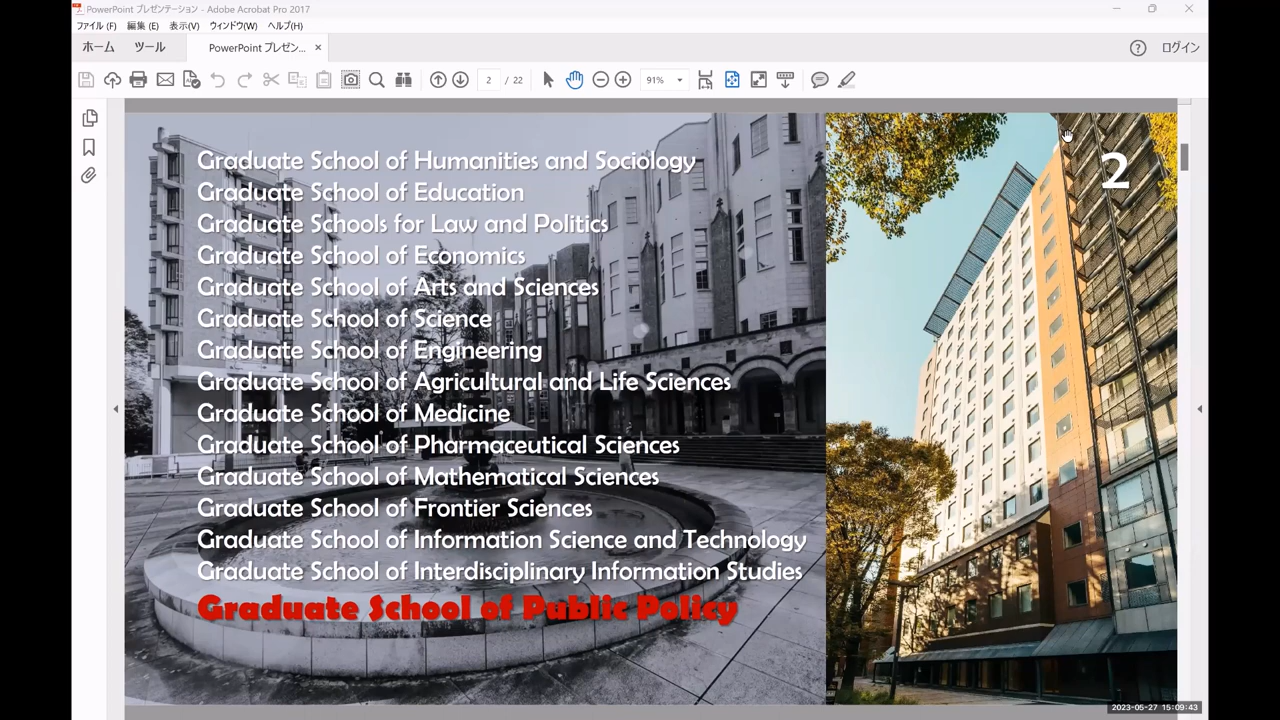 PowerPoint プレゼンテーション - Adobe Acrobat Pro 2017
ファイル (F) 編集 (E) 表示(V) ウィンドウ(W) ヘルプ(H)
ホーム ツール PowerPoint プレゼン... × ? ログイン
2 / 22 91%
Graduate School of Humanities and Sociology
Graduate School of Education
Graduate Schools for Law and Politics
Graduate School of Economics
Graduate School of Arts and Sciences
Graduate School of Science
Graduate School of Engineering
Graduate School of Agricultural and Life Sciences
Graduate School of Medicine
Graduate School of Pharmaceutical Sciences
Graduate School of Mathematical Sciences
Graduate School of Frontier Sciences
Graduate School of Information Science and Technology
Graduate School of Interdisciplinary Information Studies
Graduate School of Public Policy
2
2023-05-27 15:09:43